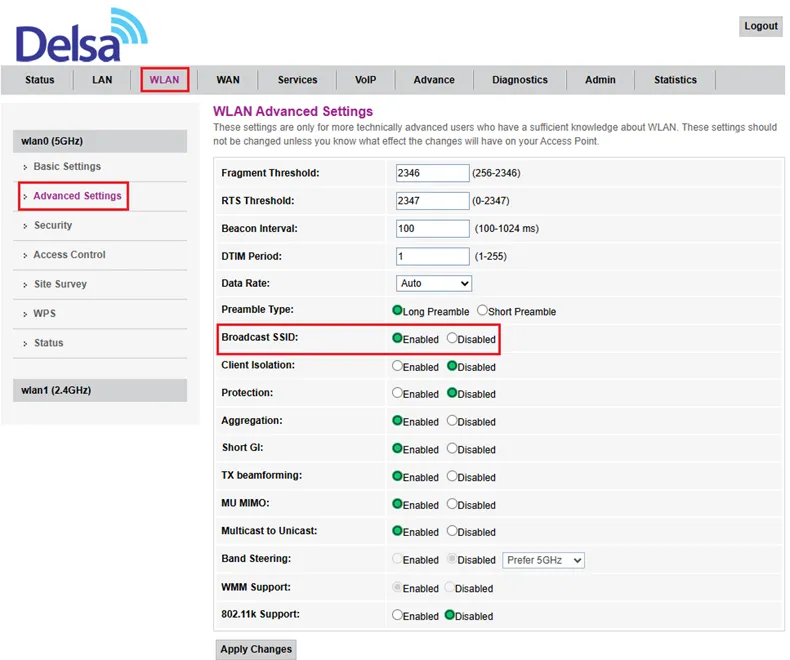 Delsa
Logout
Status LAN WLAN WAN Services VoIP Advance Diagnostics Admin Statistics
wlan0 (5GHz)
Basic Settings
Advanced Settings
Security
Access Control
Site Survey
WPS
Status
wlan1 (2.4GHz)
WLAN Advanced Settings
These settings are only for more technically advanced users who have a sufficient knowledge about WLAN. These settings should
not be changed unless you know what effect the changes will have on your Access Point.
Fragment Threshold: 2346 (256-2346)
RTS Threshold: 2347 (0-2347)
Beacon Interval: 100 (100-1024 ms)
DTIM Period: 1 (1-255)
Data Rate: Auto
Preamble Type: Long Preamble Short Preamble
Broadcast SSID: Enabled Disabled
Client Isolation: Enabled Disabled
Protection: Enabled Disabled
Aggregation: Enabled Disabled
Short GI: Enabled Disabled
TX beamforming: Enabled Disabled
MU MIMO: Enabled Disabled
Multicast to Unicast: Enabled Disabled
Band Steering: Enabled Disabled Prefer 5GHz
WMM Support: Enabled Disabled
802.11k Support: Enabled Disabled
Apply Changes